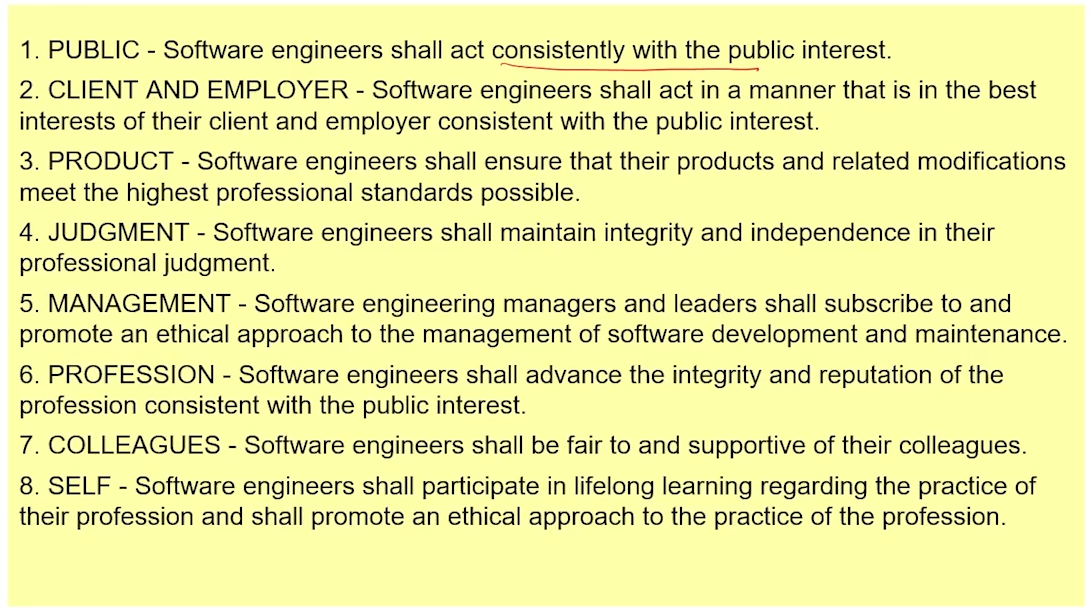 1. PUBLIC - Software engineers shall act consistently with the public interest.
2. CLIENT AND EMPLOYER - Software engineers shall act in a manner that is in the best
interests of their client and employer consistent with the public interest.
3. PRODUCT - Software engineers shall ensure that their products and related modifications
meet the highest professional standards possible.
4. JUDGMENT - Software engineers shall maintain integrity and independence in their
professional judgment.
5. MANAGEMENT - Software engineering managers and leaders shall subscribe to and
promote an ethical approach to the management of software development and maintenance.
6. PROFESSION - Software engineers shall advance the integrity and reputation of the
profession consistent with the public interest.
7. COLLEAGUES - Software engineers shall be fair to and supportive of their colleagues.
8. SELF - Software engineers shall participate in lifelong learning regarding the practice of
their profession and shall promote an ethical approach to the practice of the profession.